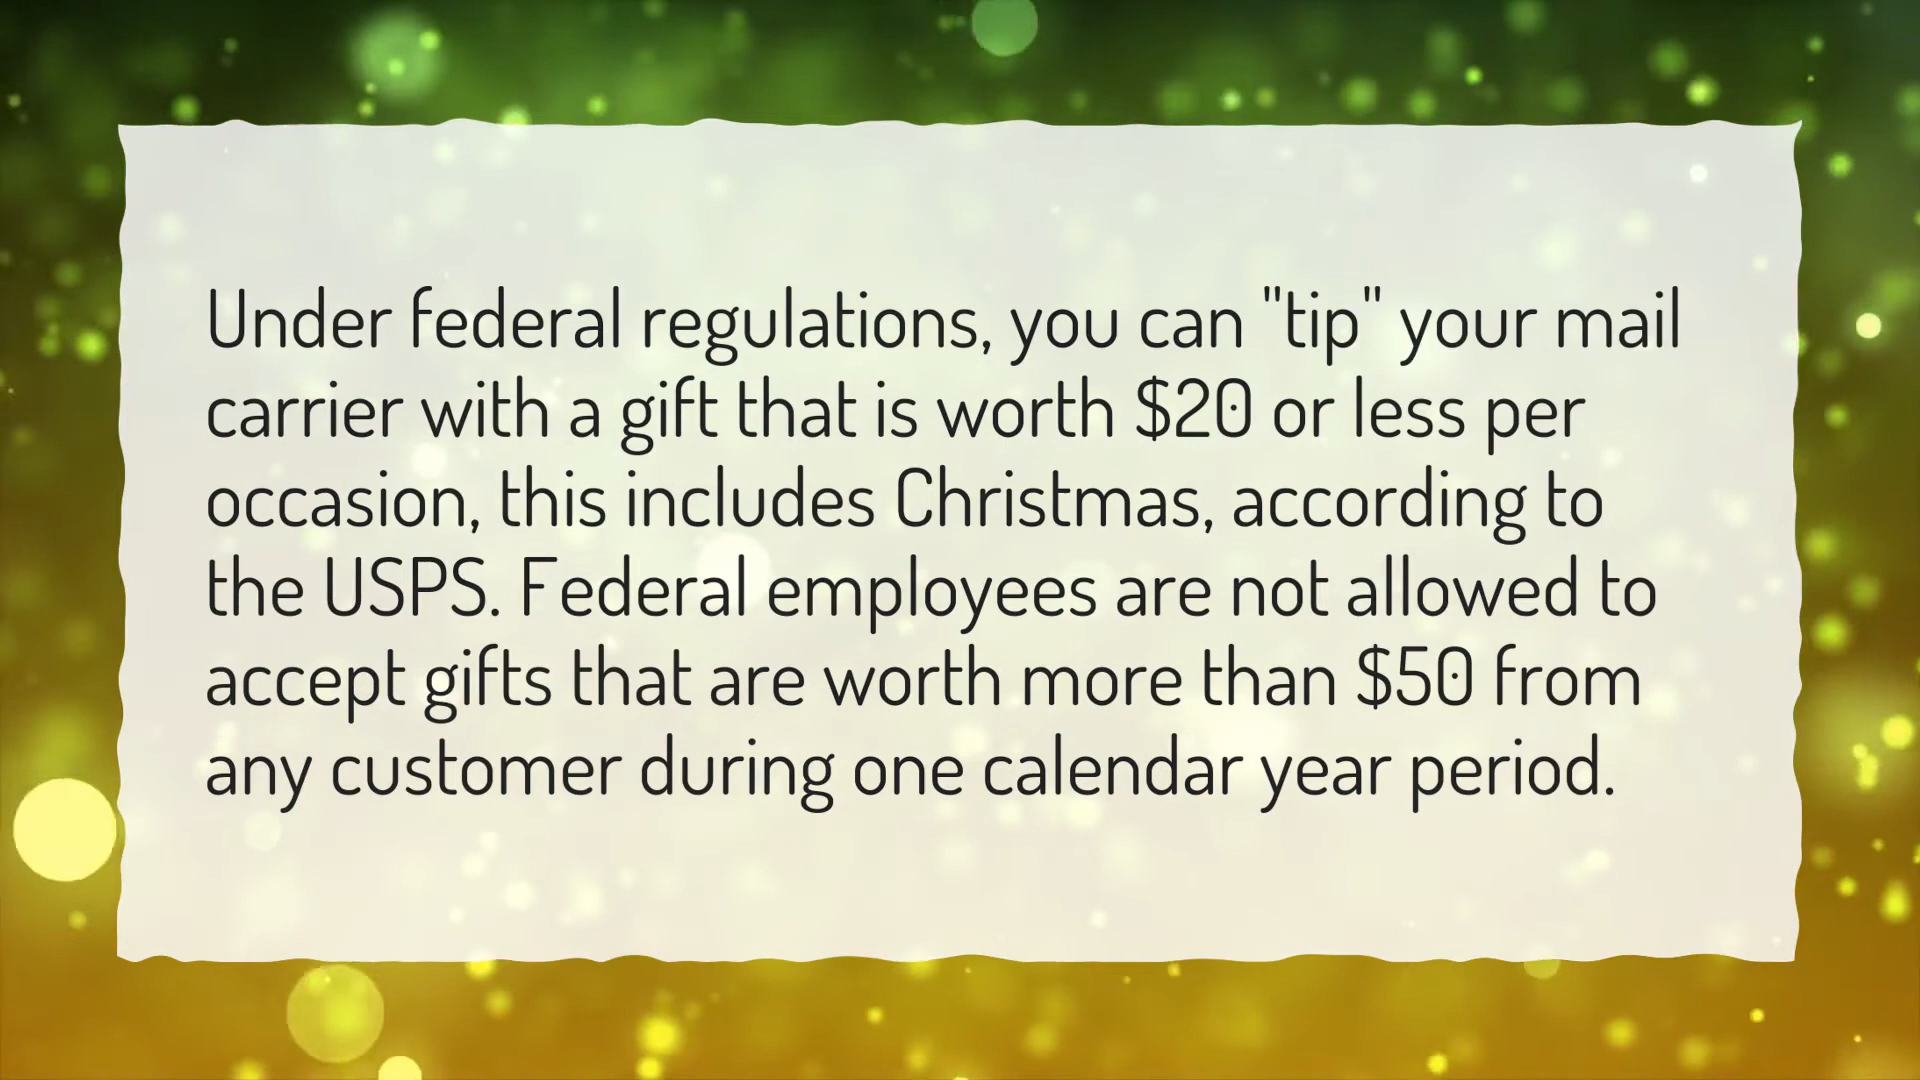 Under federal regulations, you can "tip" your mail
carrier with a gift that is worth $20 or less per
occasion, this includes Christmas, according to
the USPS. Federal employees are not allowed to
accept gifts that are worth more than $50 from
any customer during one calendar year period.